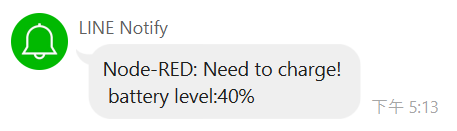 LINE Notify
Node-RED: Need to charge!
battery level:40%
下午 5:13